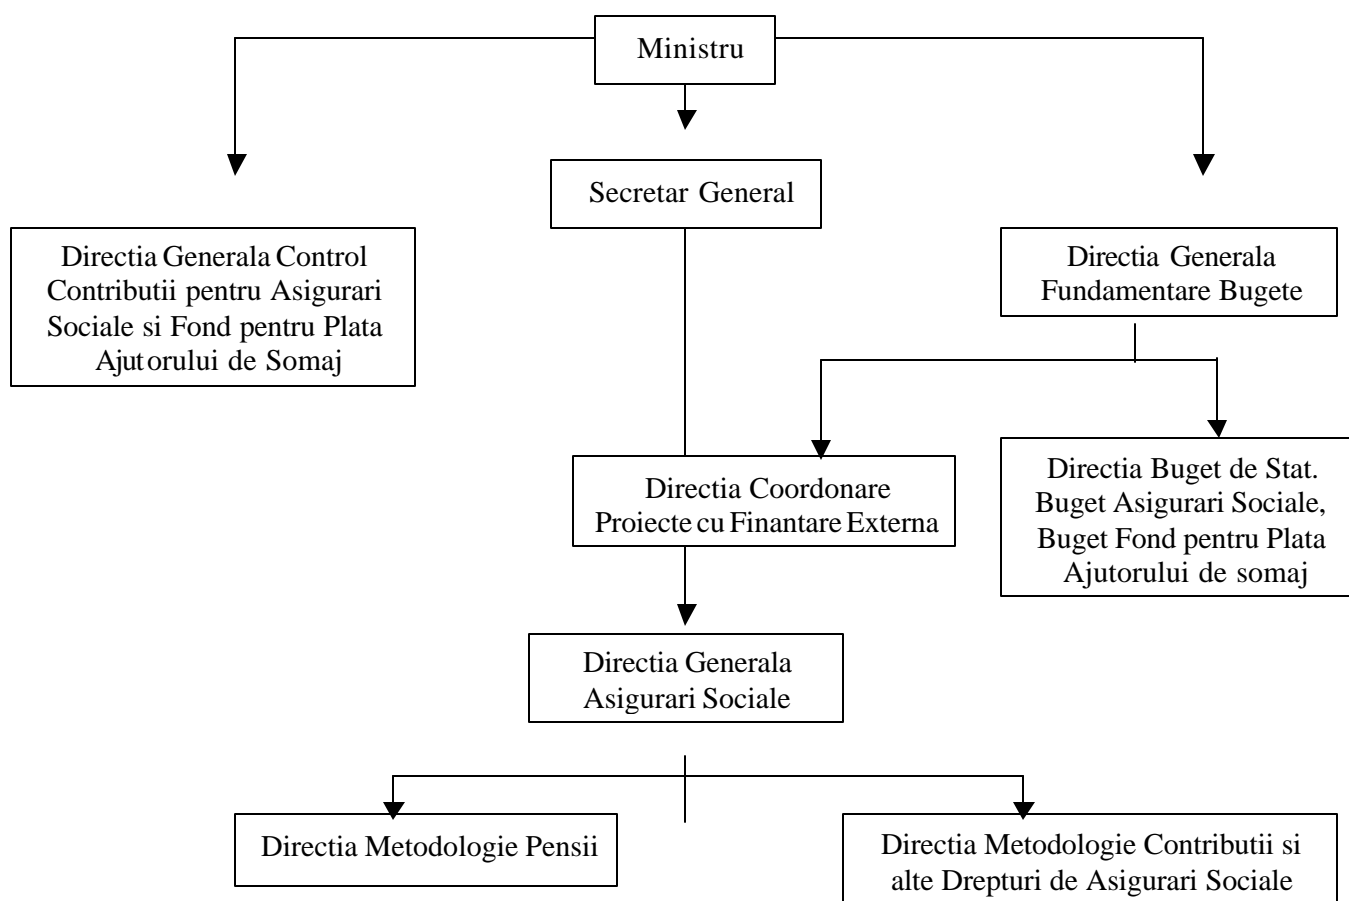 Ministru
Secretar General
Directia Generala Control
Contributii pentru Asigurari
Sociale si Fond pentru Plata
Ajutorului de Somaj
Directia Generala
Fundamentare Bugete
Directia Coordonare
Proiecte cu Finantare Externa
Directia Buget de Stat.
Buget Asigurari Sociale,
Buget Fond pentru Plata
Ajutorului de somaj
Directia Generala
Asigurari Sociale
Directia Metodologie Pensii
Directia Metodologie Contributii si
alte Drepturi de Asigurari Sociale